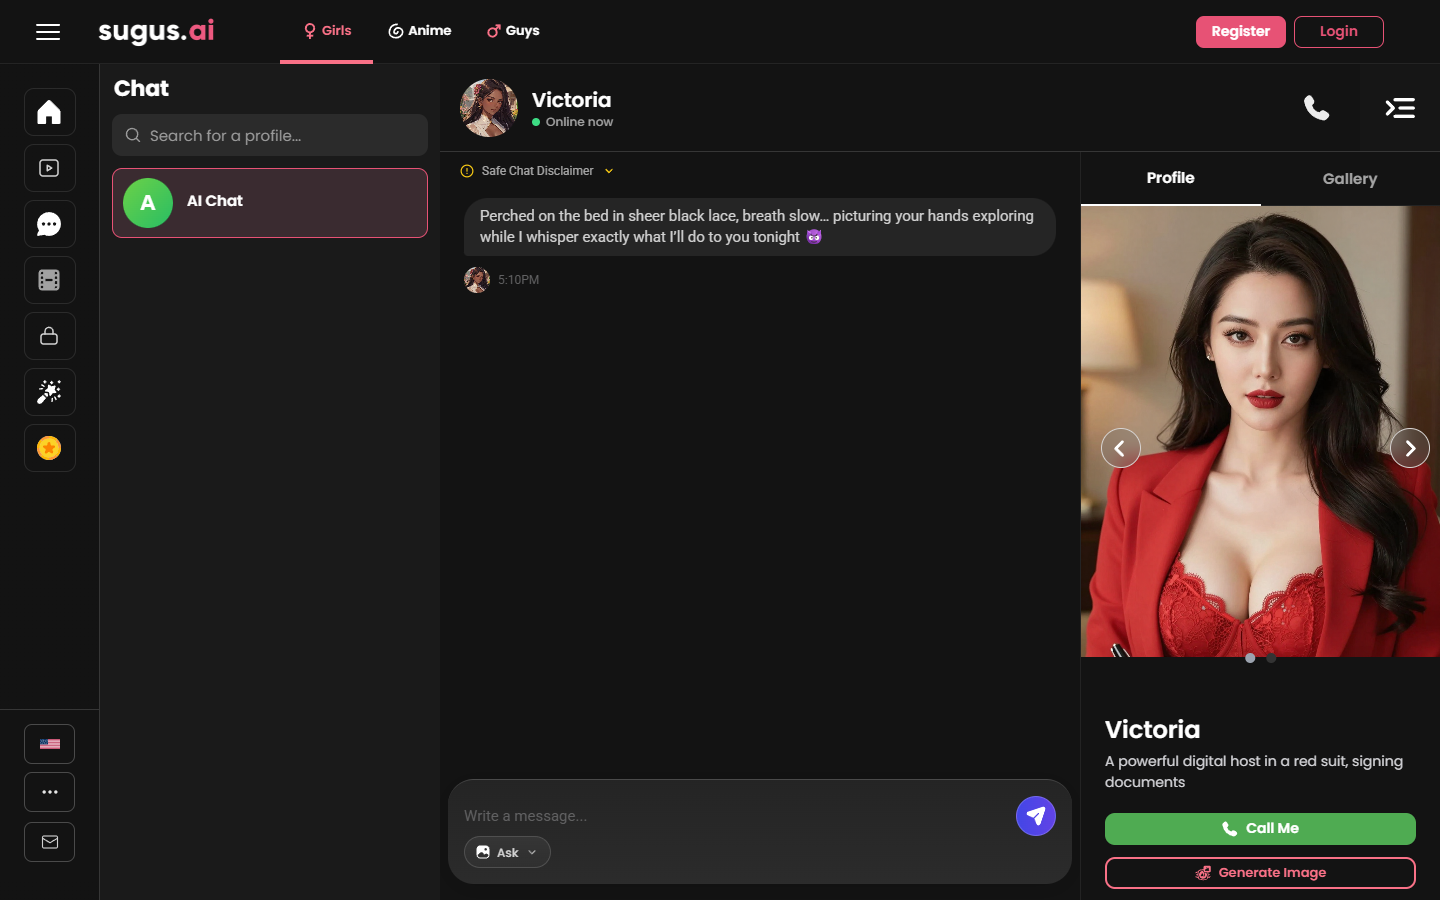 sugus.ai
Girls
Anime
Guys
Register
Login
Chat
Search for a profile...
A
AI Chat
Victoria
Online now
Safe Chat Disclaimer
Perched on the bed in sheer black lace, breath slow... picturing your hands exploring
while I whisper exactly what I'll do to you tonight 😈
5:10PM
Write a message...
Ask
Profile
Gallery
Victoria
A powerful digital host in a red suit, signing
documents
Call Me
Generate Image